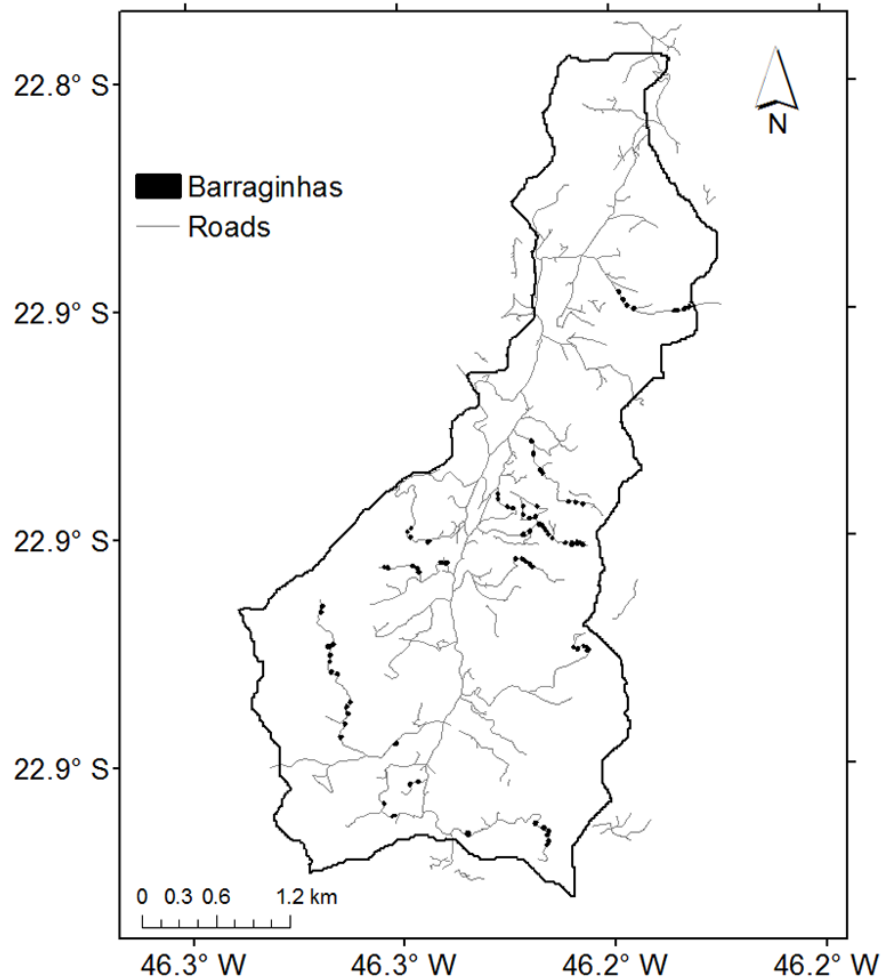 22.8° S
N
Barraginhas
Roads
22.9° S
22.9° S
22.9° S
0 0.3 0.6 1.2 km
46.3° W 46.3° W 46.2° W 46.2° W